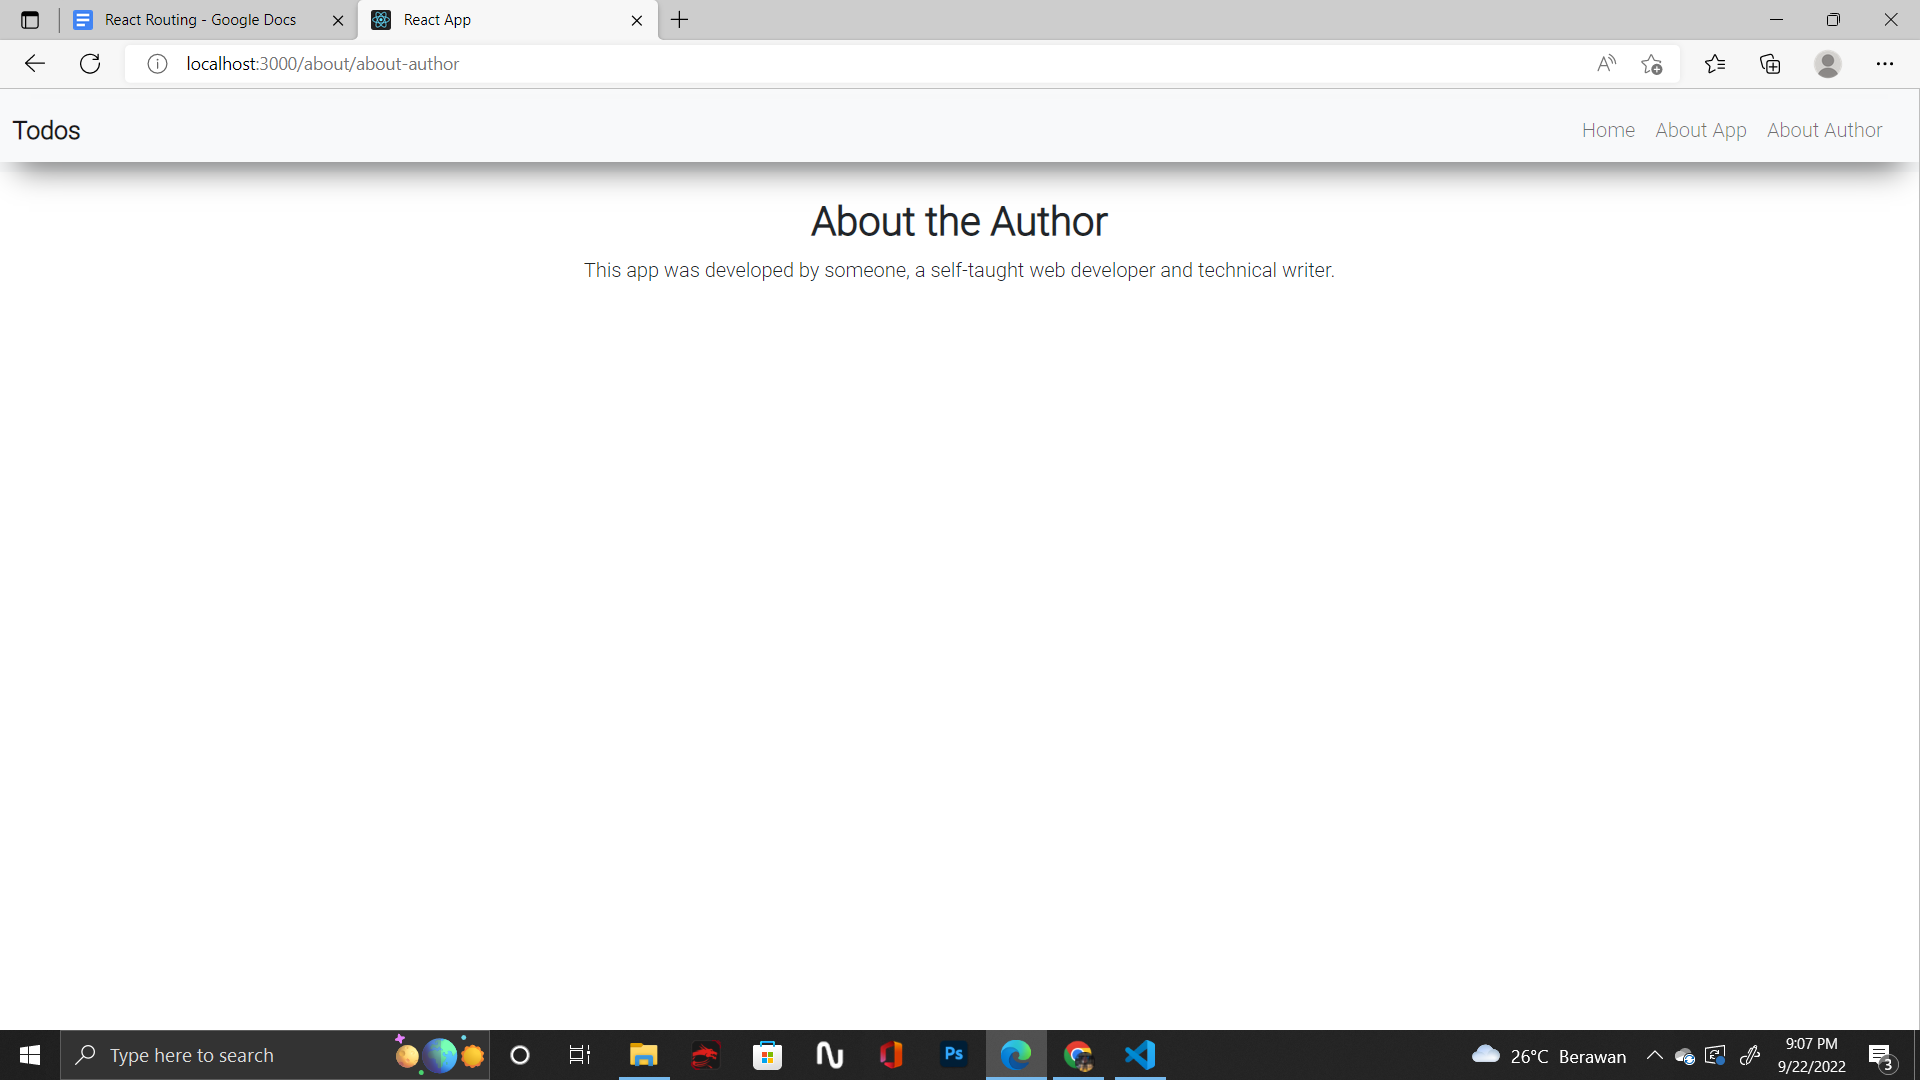 React Routing - Google Docs
React App
localhost:3000/about/about-author
Todos
Home
About App
About Author
About the Author
This app was developed by someone, a self-taught web developer and technical writer.
Type here to search
Ps
26°C Berawan
9:07 PM
9/22/2022
3